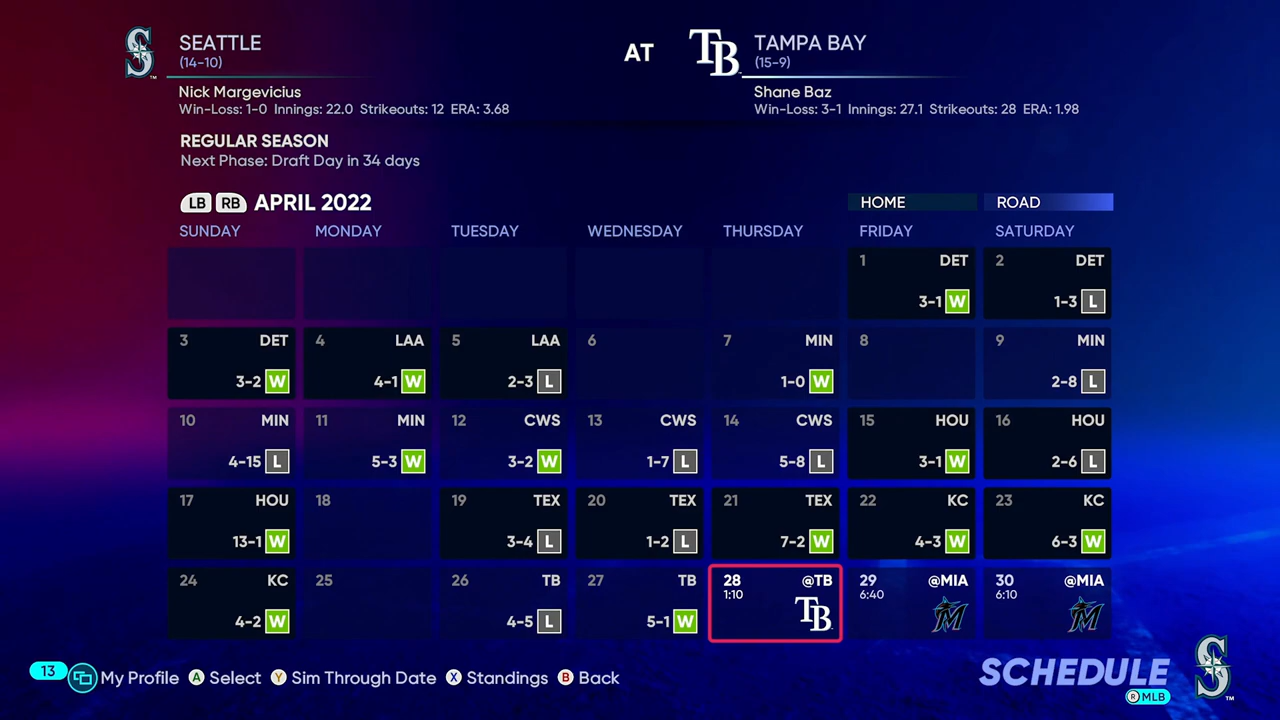 SEATTLE
(14-10)
AT
TB
TAMPA BAY
(15-9)
Nick Margevicius
Win-Loss: 1-0 Innings: 22.0 Strikeouts: 12 ERA: 3.68
Shane Baz
Win-Loss: 3-1 Innings: 27.1 Strikeouts: 28 ERA: 1.98
REGULAR SEASON
Next Phase: Draft Day in 34 days
LB RB APRIL 2022
HOME ROAD
SUNDAY MONDAY TUESDAY WEDNESDAY THURSDAY FRIDAY SATURDAY
1 DET 2 DET
3-1 W 1-3 L
3 DET 4 LAA 5 LAA 6 7 MIN 8 9 MIN
3-2 W 4-1 W 2-3 L 1-0 W 2-8 L
10 MIN 11 MIN 12 CWS 13 CWS 14 CWS 15 HOU 16 HOU
4-15 L 5-3 W 3-2 W 1-7 L 5-8 L 3-1 W 2-6 L
17 HOU 18 19 TEX 20 TEX 21 TEX 22 KC 23 KC
13-1 W 3-4 L 1-2 L 7-2 W 4-3 W 6-3 W
24 KC 25 26 TB 27 TB 28 @TB 29 @MIA 30 @MIA
1:10 6:40 6:10
4-2 W 4-5 L 5-1 W TB M M
13 My Profile A Select Y Sim Through Date X Standings B Back
SCHEDULE
R MLB
S